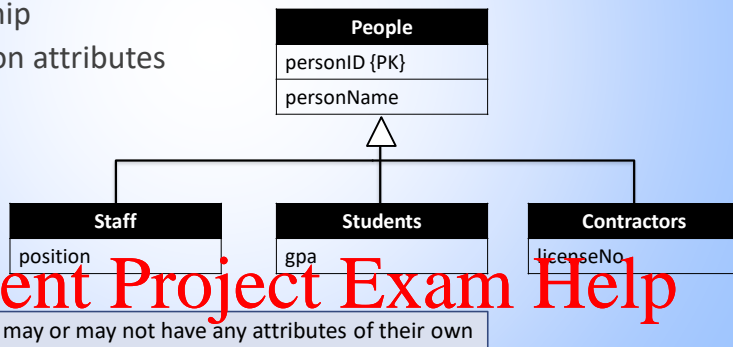 ip
on attributes
People
personID {PK}
personName
Staff
Students
Contractors
position
gpa
licenseNo
ent Project Exam Help
may or may not have any attributes of their own